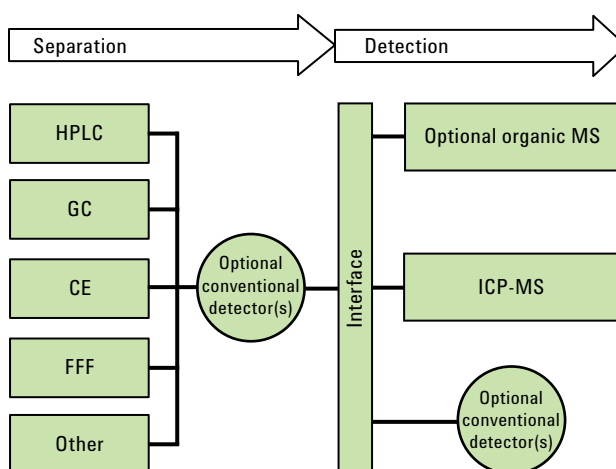 Separation
Detection
HPLC
GC
CE
FFF
Other
Optional
conventional
detector(s)
Interface
Optional organic MS
ICP-MS
Optional
conventional
detector(s)